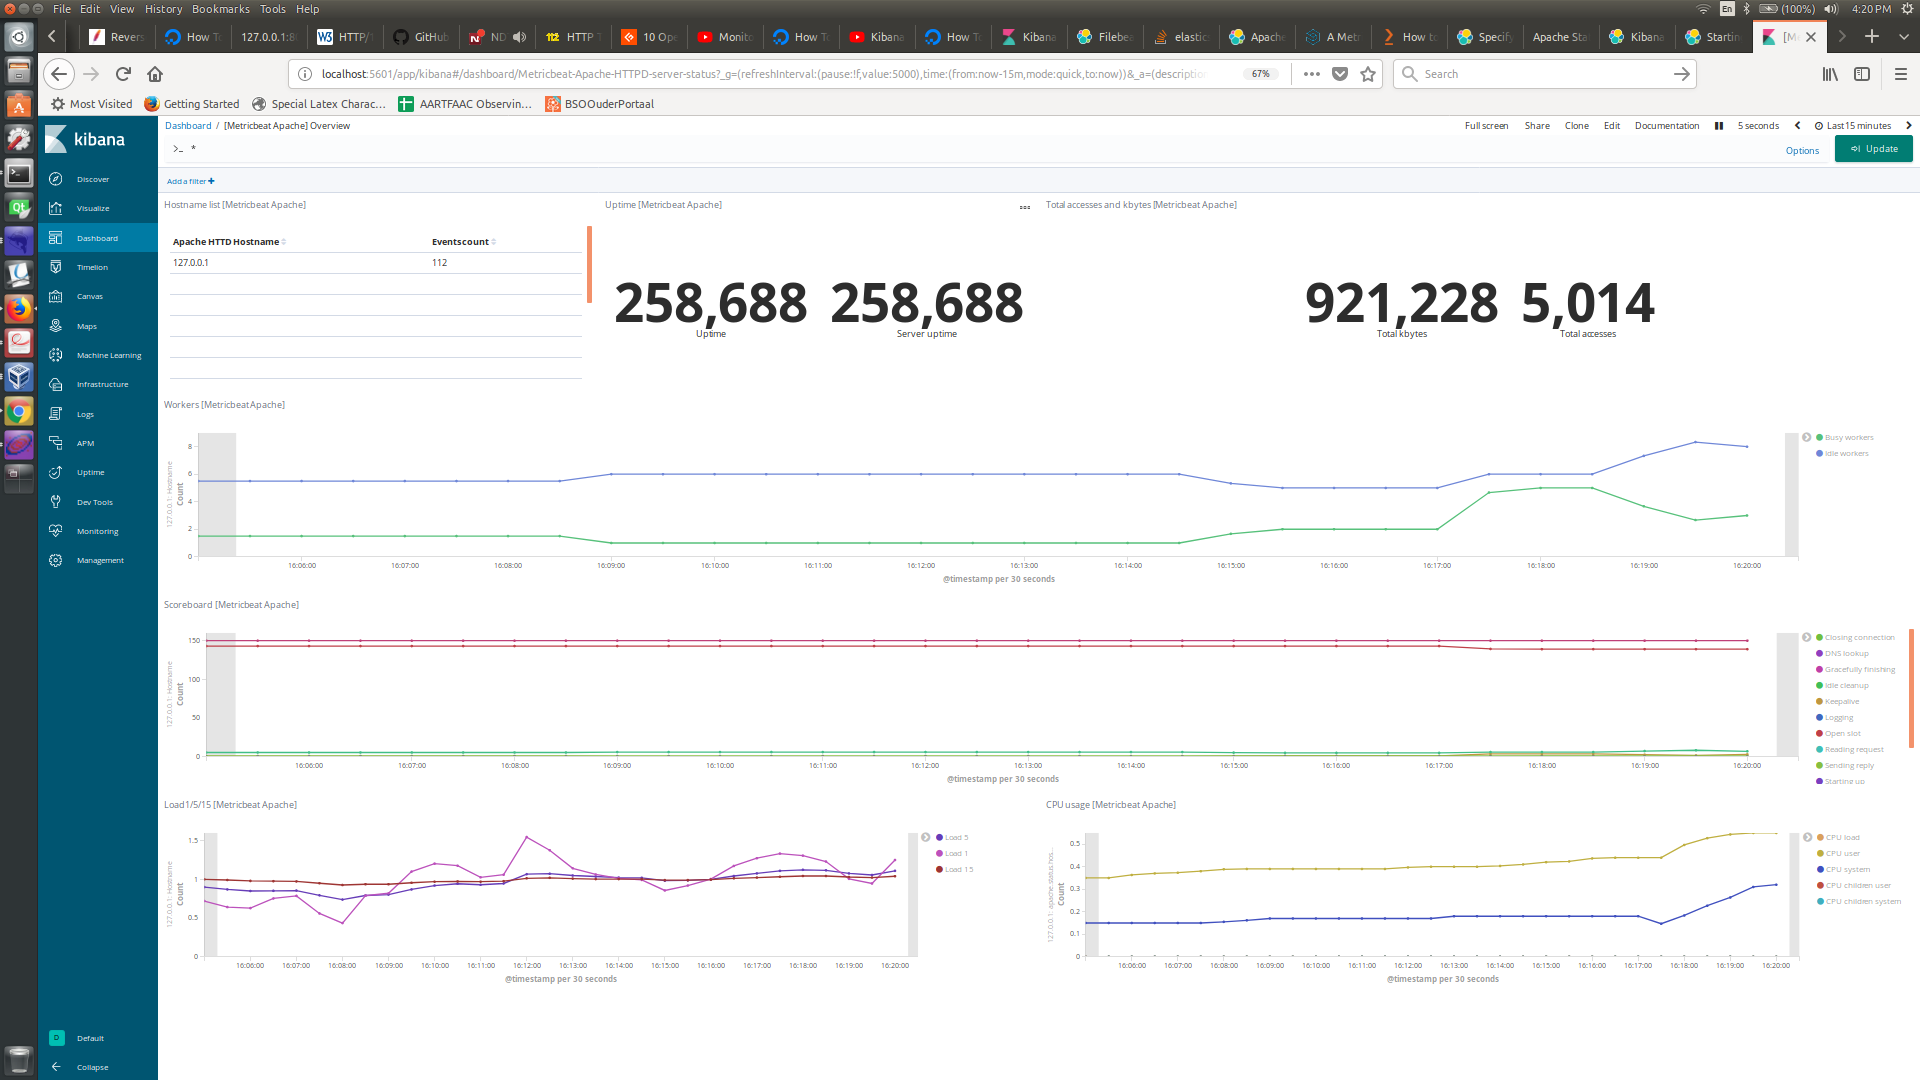 File Edit View History Bookmarks Tools Help
En (100%) 4:20 PM
Revers How To 127.0.0.1:8 HTTP/ GitHub ND HTTP 10 Ope Monito How To Kibana How To Kibana Filebea elastic Apache A Metr How to Specify Apache Sta Kibana Startin [M
localhost:5601/app/kibana#/dashboard/Metricbeat-Apache-HTTPD-server-status?_g=(refreshInterval:(pause:!f,value:5000),time:(from:now-15m,mode:quick,to:now))&_a=(description 67% Search
Most Visited Getting Started Special Latex Charac... AARTFAAC Observin... BSOOuderPortaal
kibana
Discover
Visualize
Dashboard
Timelion
Canvas
Maps
Machine Learning
Infrastructure
Logs
APM
Uptime
Dev Tools
Monitoring
Management
D Default
Collapse
Dashboard / [Metricbeat Apache] Overview
Full screen Share Clone Edit Documentation 5 seconds Last 15 minutes
>_ *
Options Update
Add a filter
Hostname list [Metricbeat Apache]
Apache HTTD Hostname Events count
127.0.0.1 112
Uptime [Metricbeat Apache]
258,688 258,688
Uptime Server uptime
Total accesses and kbytes [Metricbeat Apache]
921,228 5,014
Total kbytes Total accesses
Workers [Metricbeat Apache]
127.0.0.1: Hostname
Count
8
6
4
2
0
16:06:00 16:07:00 16:08:00 16:09:00 16:10:00 16:11:00 16:12:00 16:13:00 16:14:00 16:15:00 16:16:00 16:17:00 16:18:00 16:19:00 16:20:00
@timestamp per 30 seconds
Busy workers
Idle workers
Scoreboard [Metricbeat Apache]
127.0.0.1: Hostname
Count
150
100
50
0
16:06:00 16:07:00 16:08:00 16:09:00 16:10:00 16:11:00 16:12:00 16:13:00 16:14:00 16:15:00 16:16:00 16:17:00 16:18:00 16:19:00 16:20:00
@timestamp per 30 seconds
Closing connection
DNS lookup
Gracefully finishing
Idle cleanup
Keepalive
Logging
Open slot
Reading request
Sending reply
Starting up
Load 1/5/15 [Metricbeat Apache]
127.0.0.1: Hostname
Count
1.5
1
0.5
0
16:06:00 16:07:00 16:08:00 16:09:00 16:10:00 16:11:00 16:12:00 16:13:00 16:14:00 16:15:00 16:16:00 16:17:00 16:18:00 16:19:00 16:20:00
@timestamp per 30 seconds
Load 5
Load 1
Load 15
CPU usage [Metricbeat Apache]
127.0.0.1: apache.status.hos...
Count
0.5
0.4
0.3
0.2
0.1
0
16:06:00 16:07:00 16:08:00 16:09:00 16:10:00 16:11:00 16:12:00 16:13:00 16:14:00 16:15:00 16:16:00 16:17:00 16:18:00 16:19:00 16:20:00
@timestamp per 30 seconds
CPU load
CPU user
CPU system
CPU children user
CPU children system